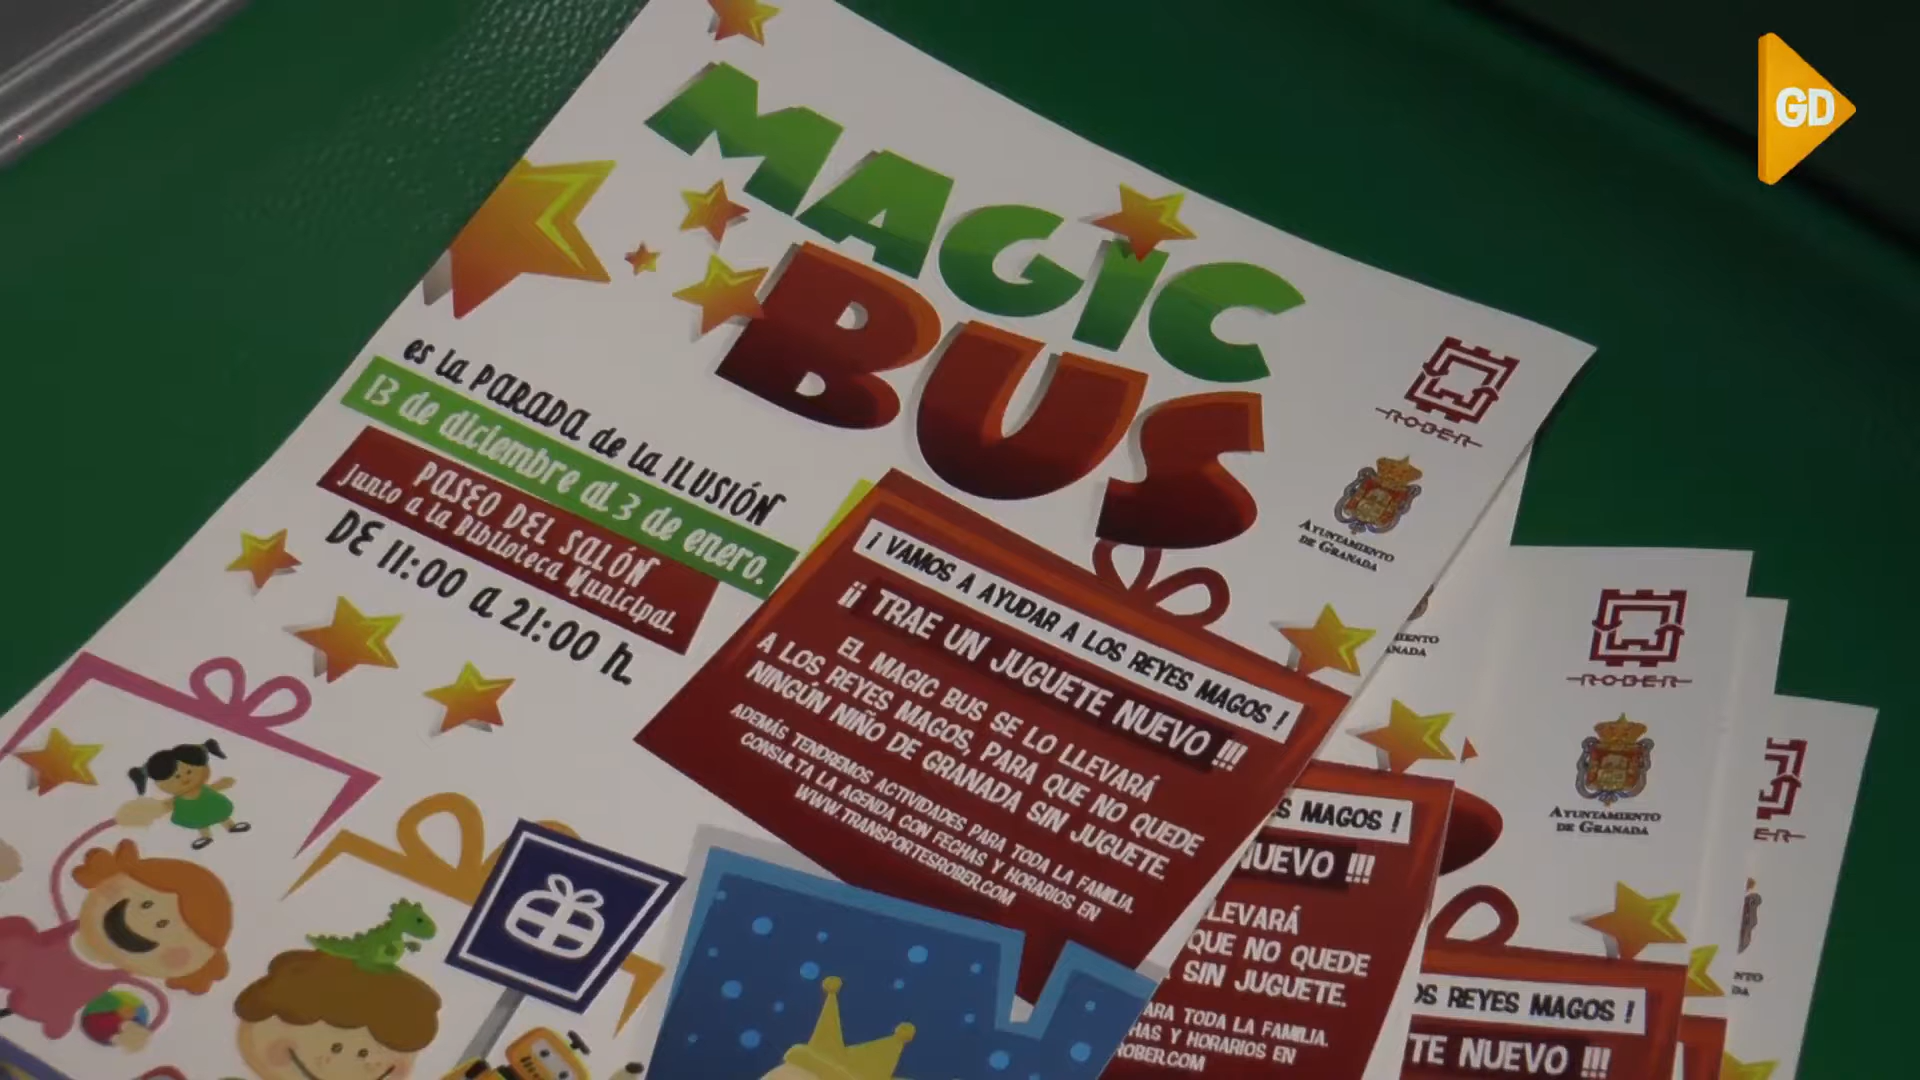 GD
MAGIC
BUS
es la PARADA de la ILUSIÓN
13 de diciembre al 3 de enero.
PASEO DEL SALÓN
junto a la Biblioteca Municipal
DE 11:00 a 21:00 h.
ROBER
AYUNTAMIENTO
DE GRANADA
¡ VAMOS A AYUDAR A LOS REYES MAGOS !
¡¡ TRAE UN JUGUETE NUEVO !!!
EL MAGIC BUS SE LO LLEVARÁ
A LOS REYES MAGOS, PARA QUE NO QUEDE
NINGÚN NIÑO DE GRANADA SIN JUGUETE.
ADEMÁS TENDREMOS ACTIVIDADES PARA TODA LA FAMILIA.
CONSULTA LA AGENDA CON FECHAS Y HORARIOS EN
WWW.TRANSPORTESROBER.COM
IENTO
NADA
S MAGOS !
NUEVO !!!
LLEVARÁ
QUE NO QUEDE
SIN JUGUETE.
ARA TODA LA FAMILIA.
HAS Y HORARIOS EN
ROBER.COM
ROBER
AYUNTAMIENTO
DE GRANADA
OS REYES MAGOS !
TE NUEVO !!!
ER
NTO
DA